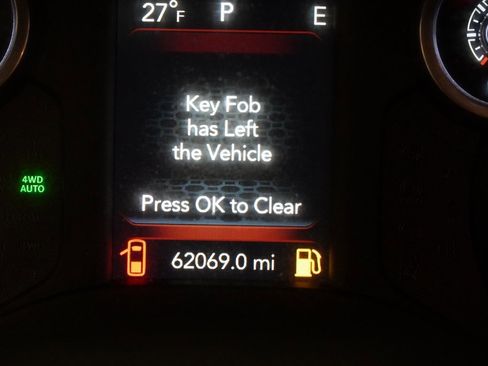 27°F P E
Key Fob
has Left
the Vehicle
4WD
AUTO
Press OK to Clear
62069.0 mi